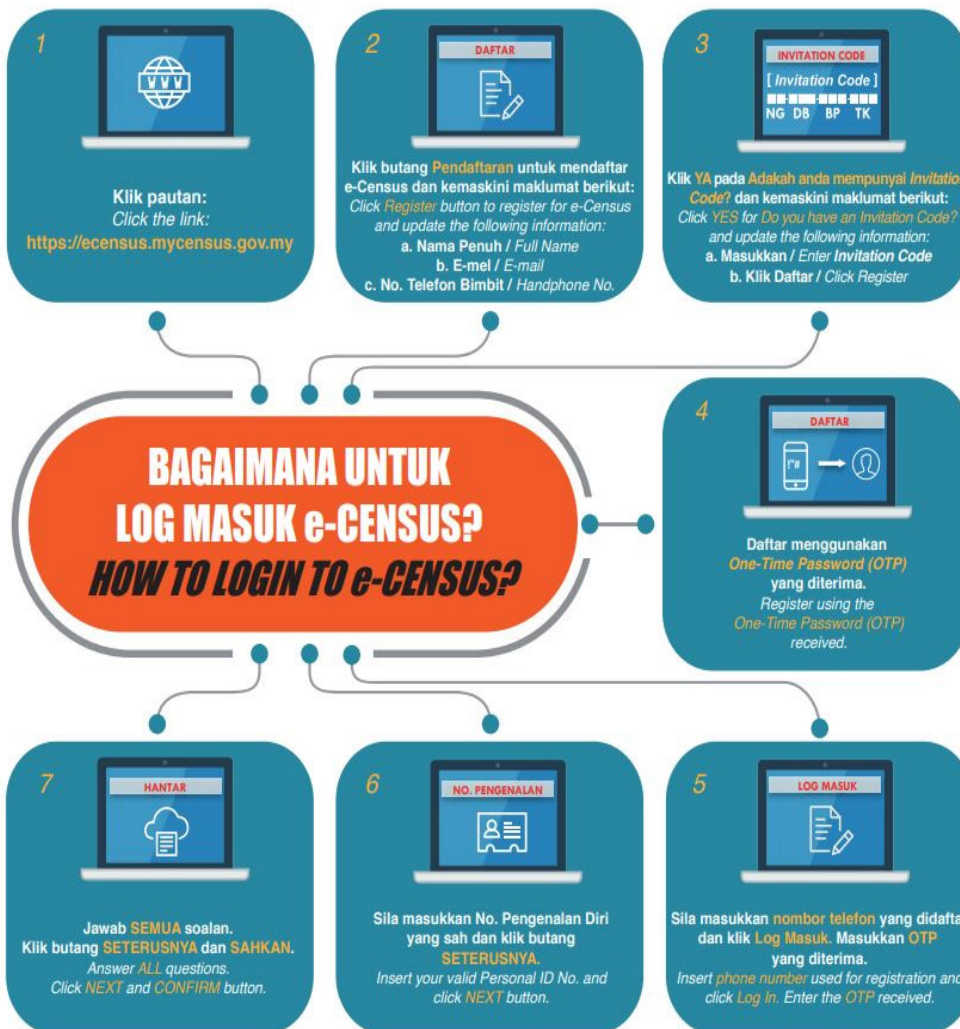 1
WWW
Klik pautan:
Click the link:
https://ecensus.mycensus.gov.my
2
DAFTAR
Klik butang Pendaftaran untuk mendaftar
e-Census dan kemaskini maklumat berikut:
Click Register button to register for e-Census
and update the following information:
a. Nama Penuh / Full Name
b. E-mel / E-mail
c. No. Telefon Bimbit / Handphone No.
3
INVITATION CODE
[ Invitation Code ]
NG DB BP TK
Klik YA pada Adakah anda mempunyai Invitation
Code? dan kemaskini maklumat berikut:
Click YES for Do you have an Invitation Code?
and update the following information:
a. Masukkan / Enter Invitation Code
b. Klik Daftar / Click Register
BAGAIMANA UNTUK
LOG MASUK e-CENSUS?
HOW TO LOGIN TO e-CENSUS?
4
DAFTAR
Daftar menggunakan
One-Time Password (OTP)
yang diterima.
Register using the
One-Time Password (OTP)
received.
7
HANTAR
Jawab SEMUA soalan.
Klik butang SETERUSNYA dan SAHKAN.
Answer ALL questions.
Click NEXT and CONFIRM button.
6
NO. PENGENALAN
Sila masukkan No. Pengenalan Diri
yang sah dan klik butang
SETERUSNYA.
Insert your valid Personal ID No. and
click NEXT button.
5
LOG MASUK
Sila masukkan nombor telefon yang didafta
dan klik Log Masuk. Masukkan OTP
yang diterima.
Insert phone number used for registration and
click Log In. Enter the OTP received.